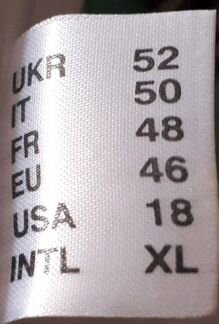 UKR 52
IT 50
FR 48
EU 46
USA 18
INTL XL